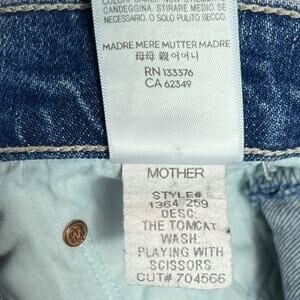 CANDEGGINA. STIRARE MEDIO SE
NECESSARIO. O SOLO PULITO SECCO.
MADRE MERE MUTTER MADRE
母母 親 어머니
RN 133376
CA 62349
MOTHER
STYLE#
1364 259
DESC:
THE TOMCAT
WASH:
PLAYING WITH
SCISSORS
CUT# 704566